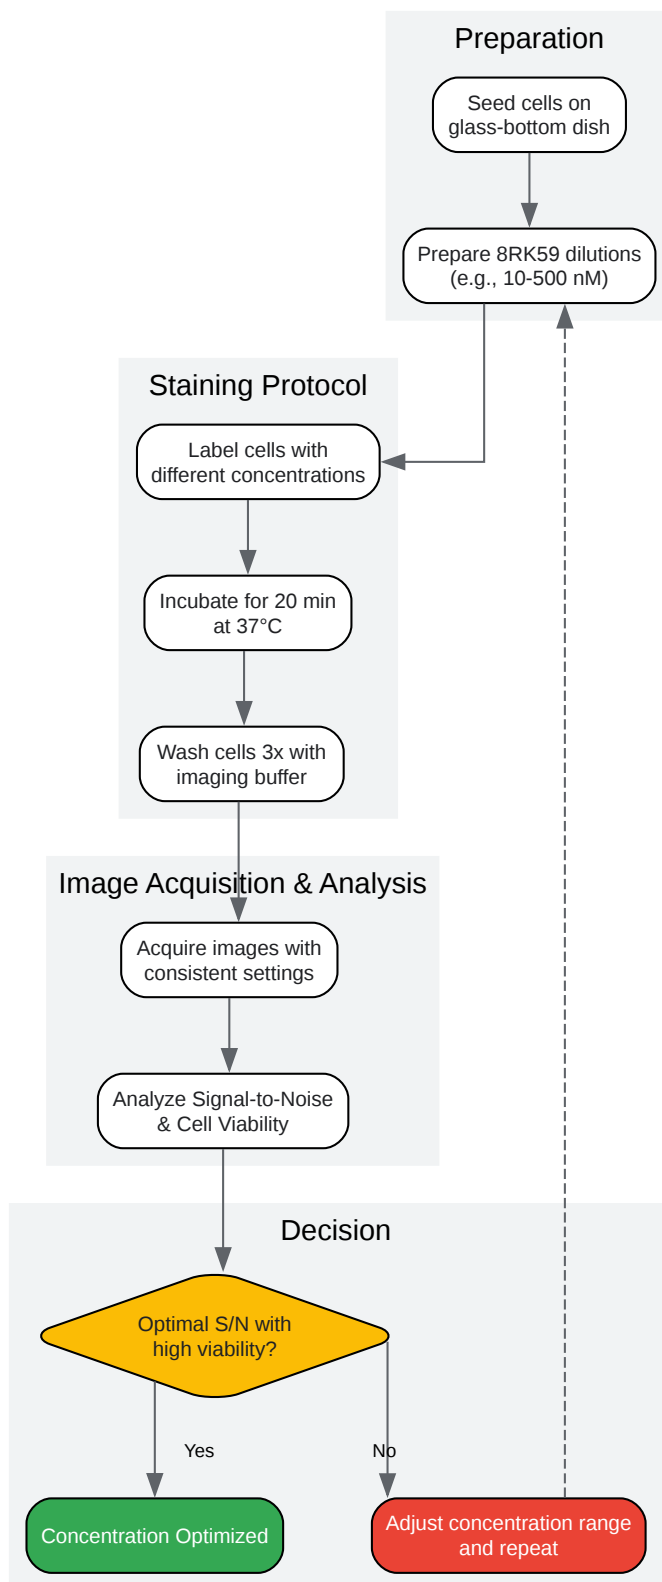 Preparation
Seed cells on
glass-bottom dish
Prepare 8RK59 dilutions
(e.g., 10-500 nM)
Staining Protocol
Label cells with
different concentrations
Incubate for 20 min
at 37°C
Wash cells 3x with
imaging buffer
Image Acquisition & Analysis
Acquire images with
consistent settings
Analyze Signal-to-Noise
& Cell Viability
Decision
Optimal S/N with
high viability?
Yes
No
Concentration Optimized
Adjust concentration range
and repeat